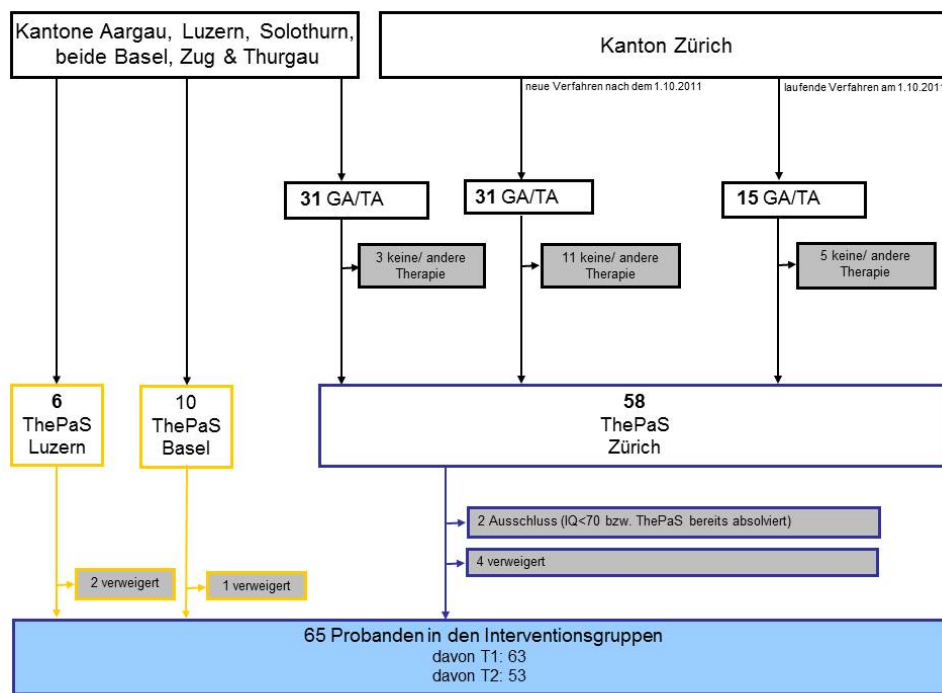 Kantone Aargau, Luzern, Solothurn,
beide Basel, Zug & Thurgau
Kanton Zürich
neue Verfahren nach dem 1.10.2011
laufende Verfahren am 1.10.2011
31 GA/TA
31 GA/TA
15 GA/TA
3 keine/ andere
Therapie
11 keine/ andere
Therapie
5 keine/ andere
Therapie
6
ThePaS
Luzern
10
ThePaS
Basel
58
ThePaS
Zürich
2 Ausschluss (IQ<70 bzw. ThePaS bereits absolviert)
4 verweigert
2 verweigert
1 verweigert
65 Probanden in den Interventionsgruppen
davon T1: 63
davon T2: 53